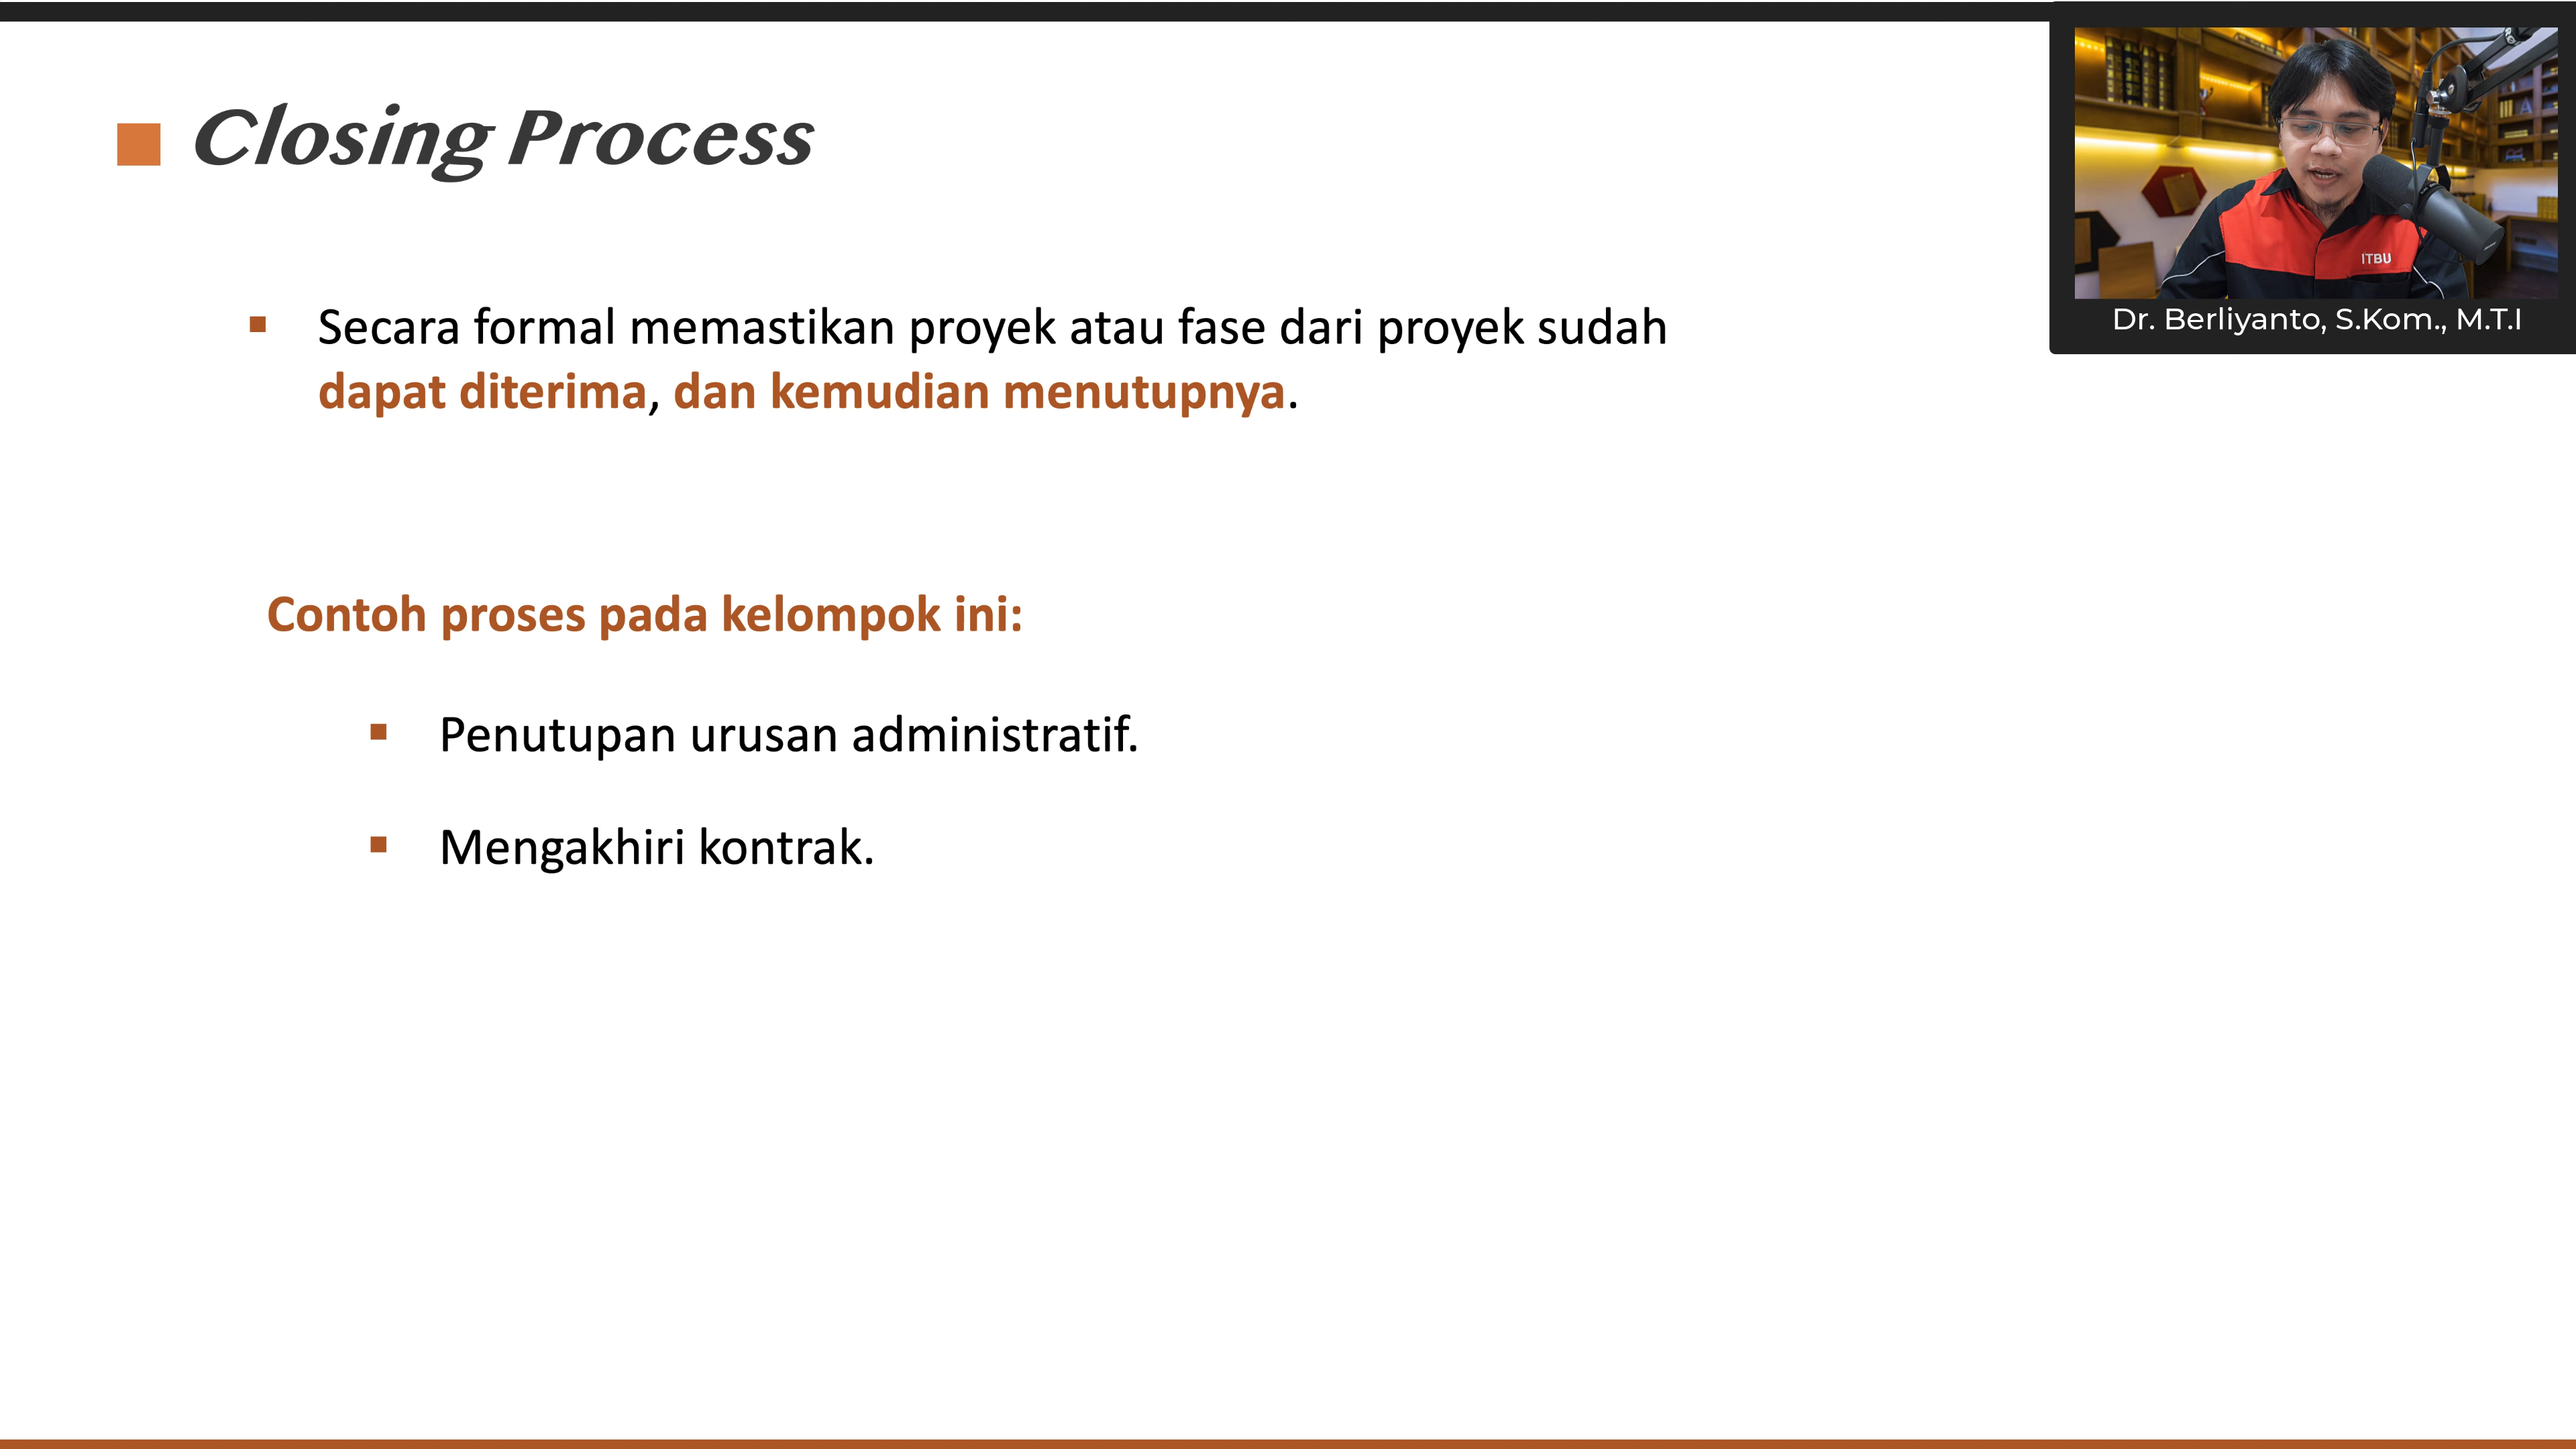 Closing Process
Secara formal memastikan proyek atau fase dari proyek sudah
dapat diterima, dan kemudian menutupnya.
Contoh proses pada kelompok ini:
Penutupan urusan administratif.
Mengakhiri kontrak.
ITBU
Dr. Berliyanto, S.Kom., M.T.I